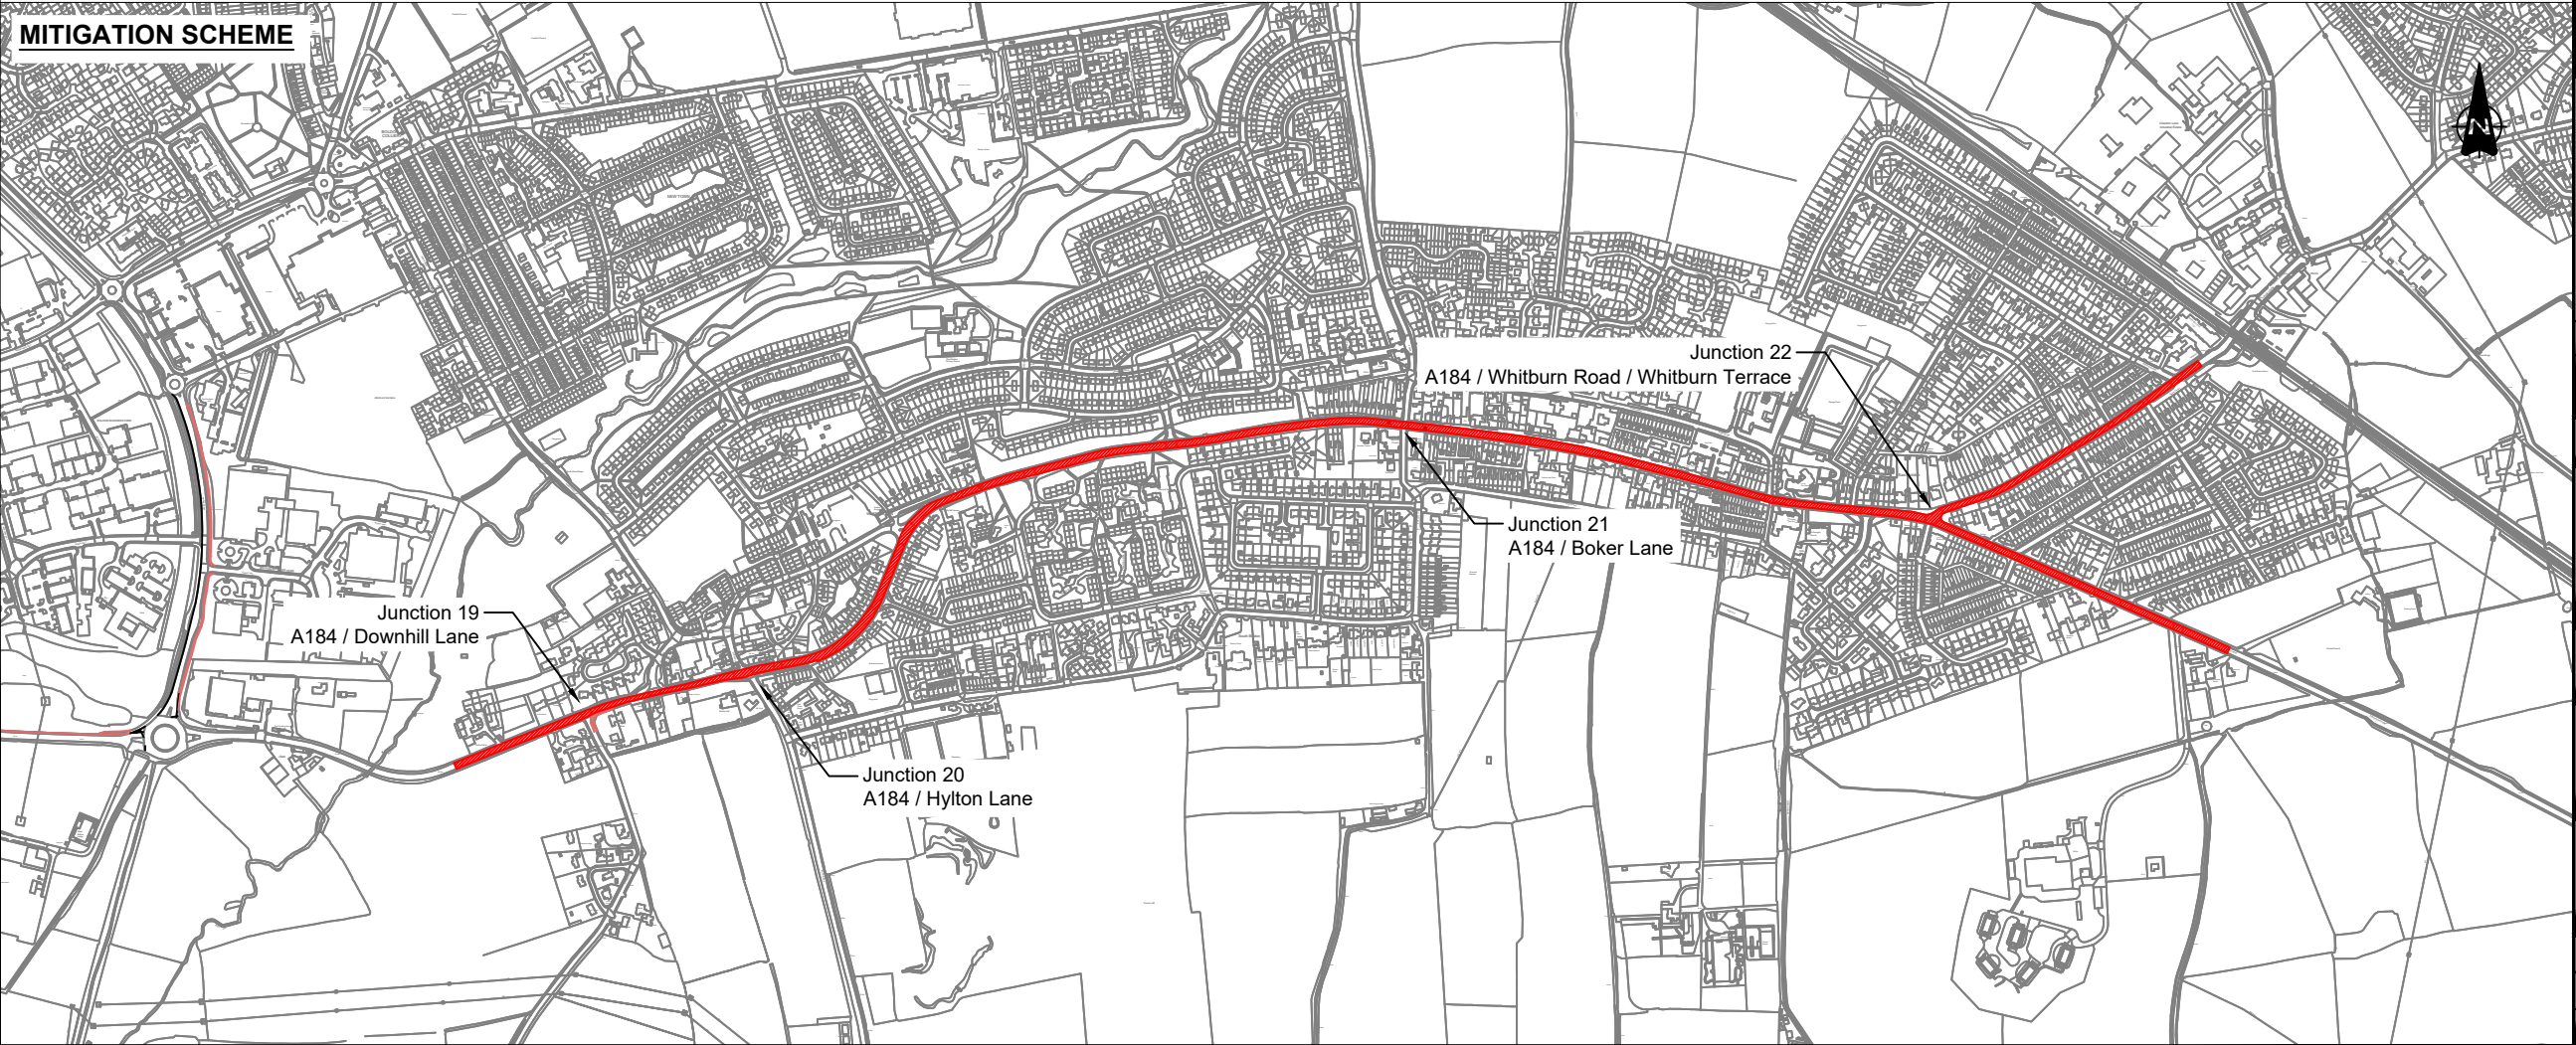 MITIGATION SCHEME
N
Junction 22
A184 / Whitburn Road / Whitburn Terrace
Junction 21
A184 / Boker Lane
Junction 19
A184 / Downhill Lane
Junction 20
A184 / Hylton Lane